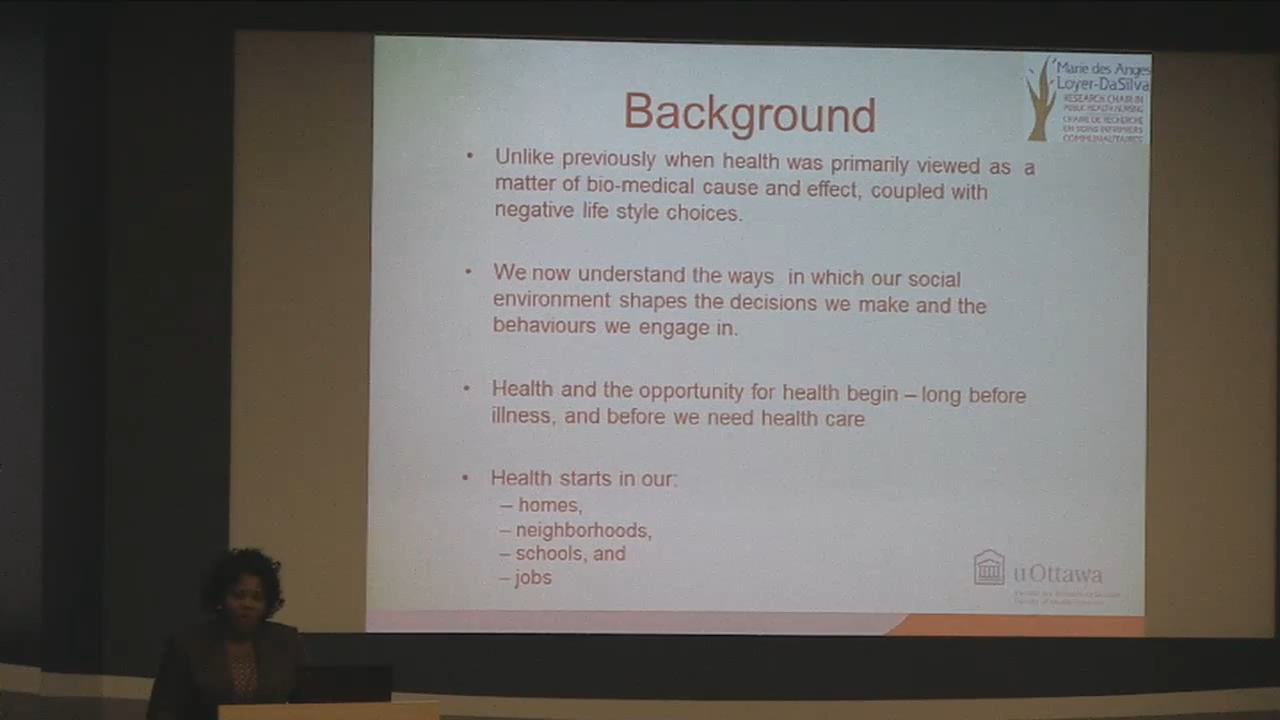 Background
Marie des Anges
Loyer-DaSilva
RESEARCH CHAIR IN
PUBLIC HEALTH NURSING
CHAIRE DE RECHERCHE
EN SOINS INFIRMIERS
COMMUNAUTAIRES
• Unlike previously when health was primarily viewed as a
matter of bio-medical cause and effect, coupled with
negative life style choices.
• We now understand the ways in which our social
environment shapes the decisions we make and the
behaviours we engage in.
• Health and the opportunity for health begin – long before
illness, and before we need health care
• Health starts in our:
– homes,
– neighborhoods,
– schools, and
– jobs
uOttawa